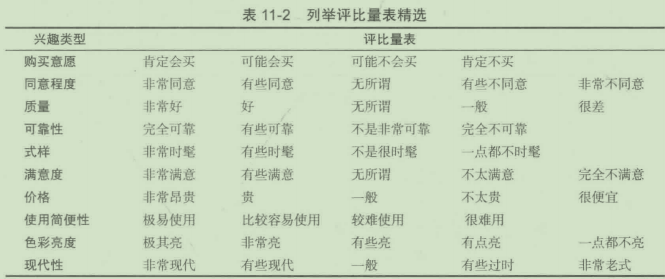 表 11-2 列举评比量表精选
兴趣类型 评比量表
购买意愿 肯定会买 可能会买 可能不会买 肯定不买
同意程度 非常同意 有些同意 无所谓 有些不同意 非常不同意
质量 非常好 好 无所谓 一般 很差
可靠性 完全可靠 有些可靠 不是非常可靠 完全不可靠
式样 非常时髦 有些时髦 不是很时髦 一点都不时髦
满意度 非常满意 有些满意 无所谓 不太满意 完全不满意
价格 非常昂贵 贵 一般 不太贵 很便宜
使用简便性 极易使用 比较容易使用 较难使用 很难用
色彩亮度 极其亮 非常亮 有些亮 有点亮 一点都不亮
现代性 非常现代 有些现代 一般 有些过时 非常老式